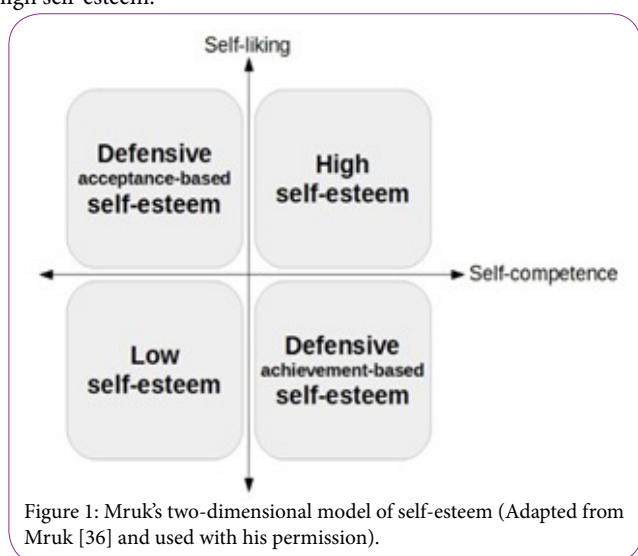 high self-esteem.
Self-liking
Defensive
acceptance-based
self-esteem
High
self-esteem
Self-competence
Low
self-esteem
Defensive
achievement-based
self-esteem
Figure 1: Mruk's two-dimensional model of self-esteem (Adapted from
Mruk [36] and used with his permission).